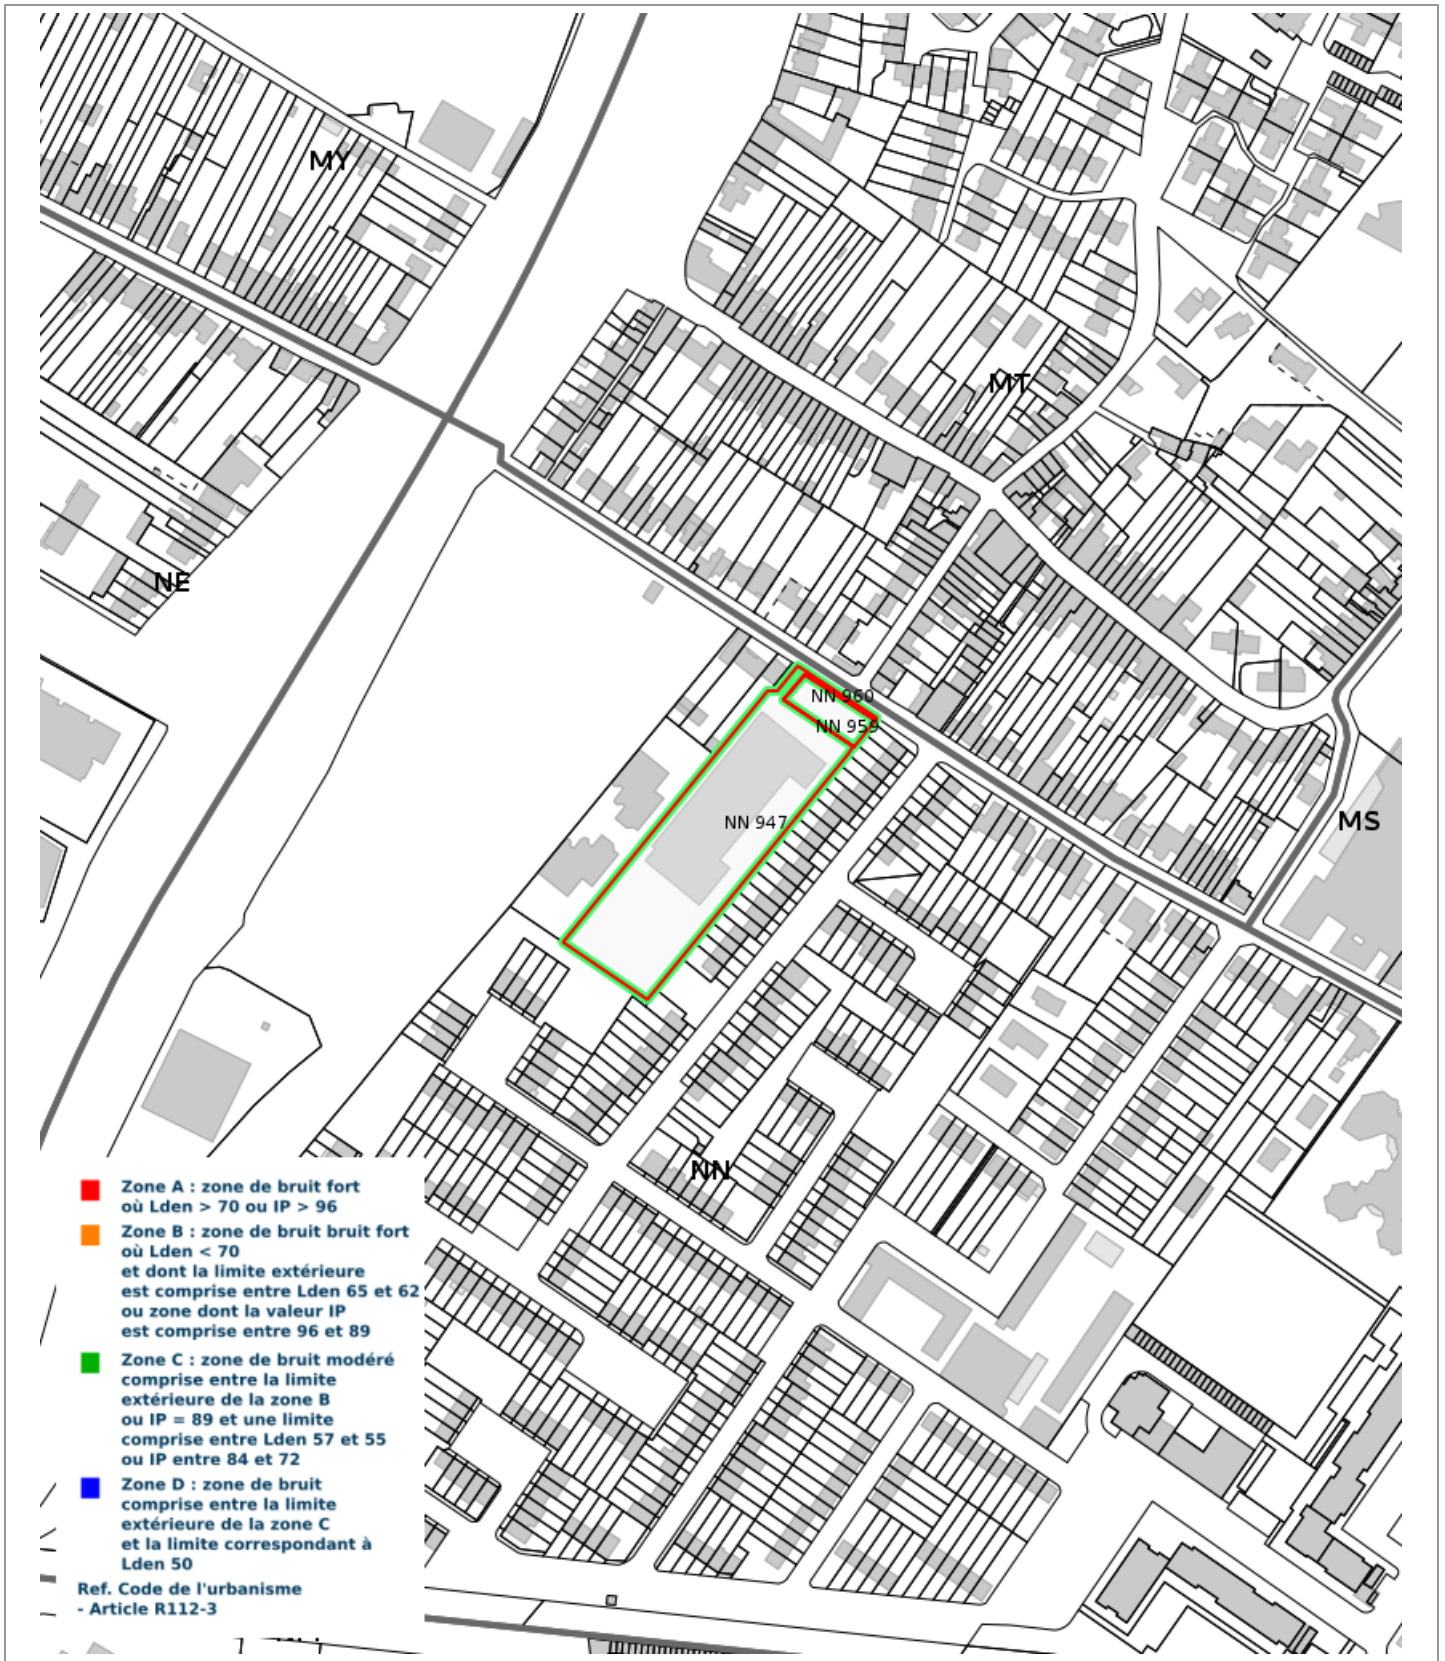 MY
MT
NE
NN 960
NN 959
NN 947
MS
NN
Zone A : zone de bruit fort
où Lden > 70 ou IP > 96
Zone B : zone de bruit bruit fort
où Lden < 70
et dont la limite extérieure
est comprise entre Lden 65 et 62
ou zone dont la valeur IP
est comprise entre 96 et 89
Zone C : zone de bruit modéré
comprise entre la limite
extérieure de la zone B
ou IP = 89 et une limite
comprise entre Lden 57 et 55
ou IP entre 84 et 72
Zone D : zone de bruit
comprise entre la limite
extérieure de la zone C
et la limite correspondant à
Lden 50
Ref. Code de l'urbanisme
- Article R112-3